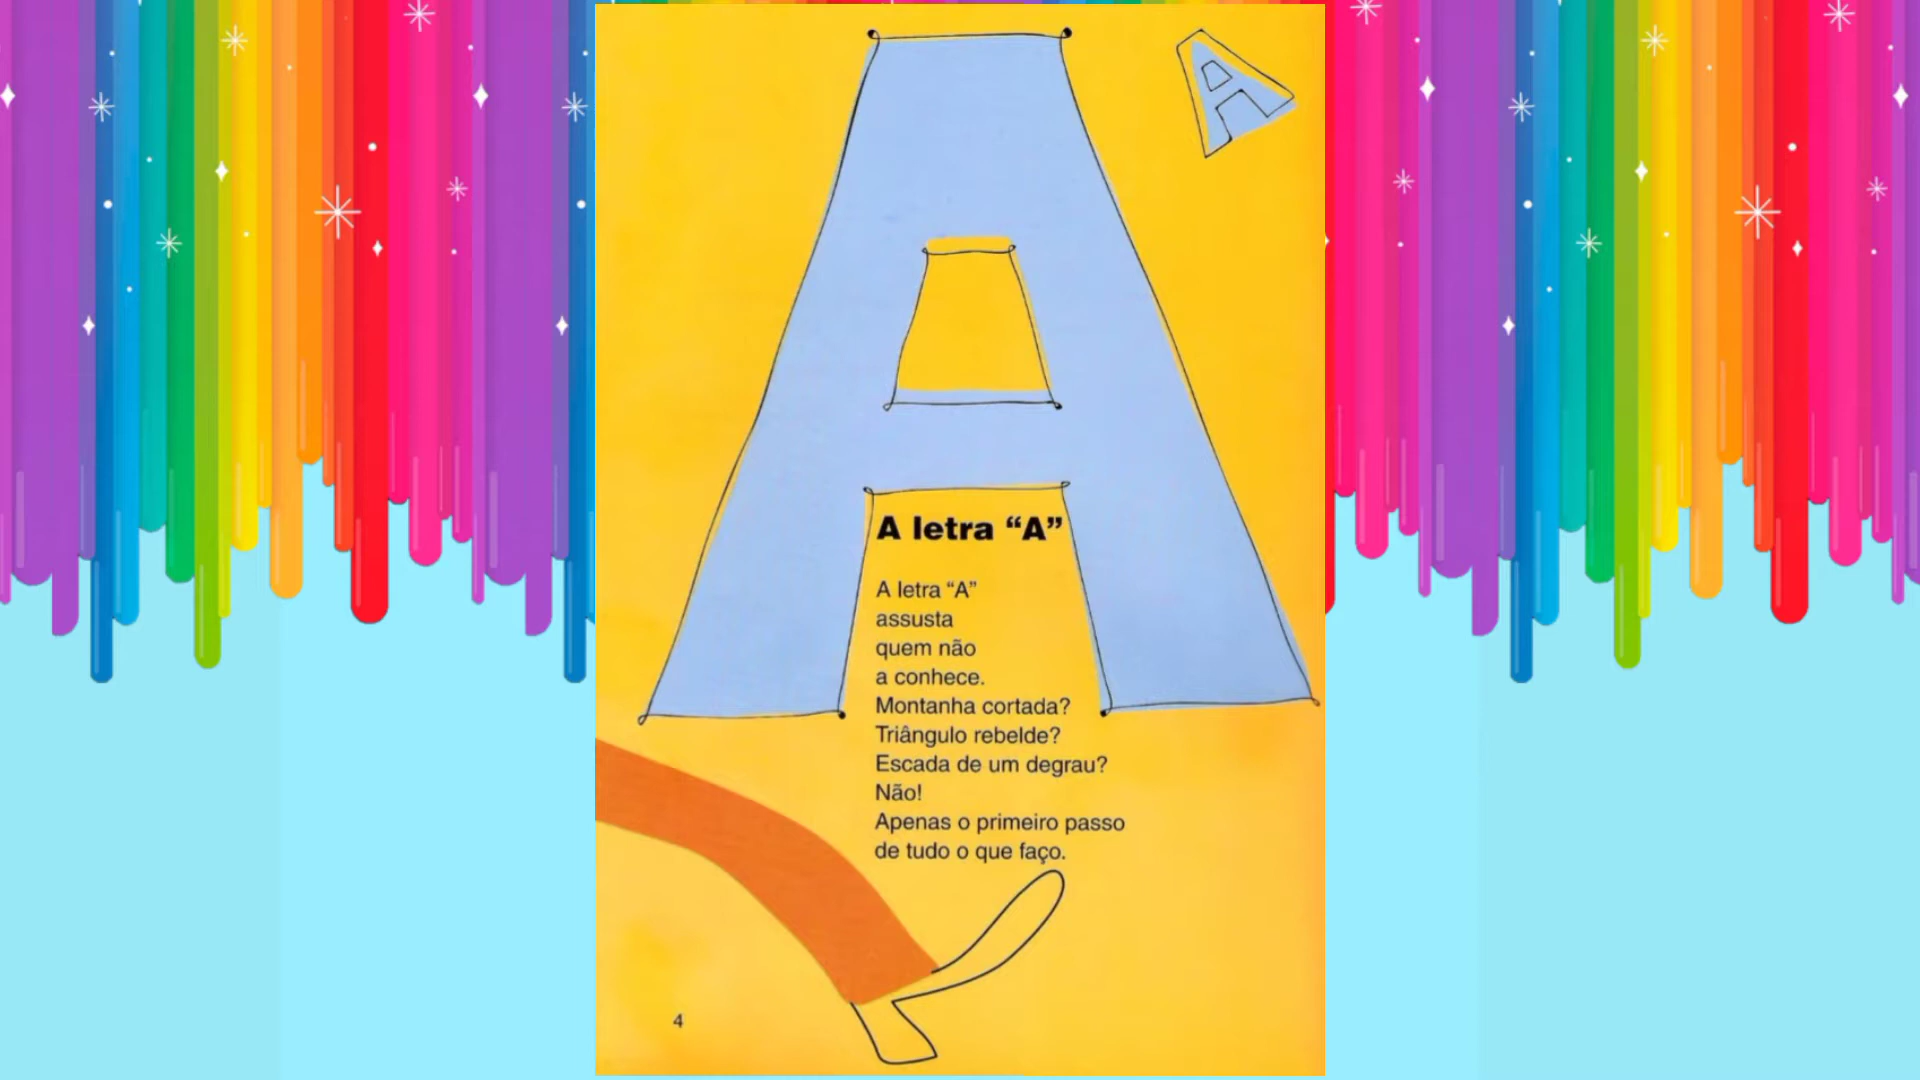 A
A
A letra “A”
A letra “A”
assusta
quem não
a conhece.
Montanha cortada?
Triângulo rebelde?
Escada de um degrau?
Não!
Apenas o primeiro passo
de tudo o que faço.
4